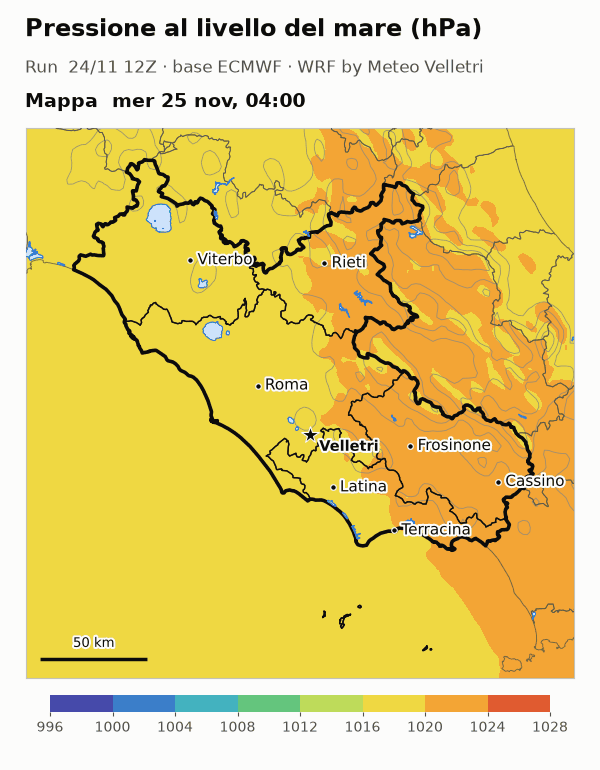 Pressione al livello del mare (hPa)
Run  24/11 12Z · base ECMWF · WRF by Meteo Velletri
Mappa  mer 25 nov, 04:00
Viterbo
Rieti
Roma
Velletri
Frosinone
Latina
Cassino
Terracina
50 km
996 1000 1004 1008 1012 1016 1020 1024 1028